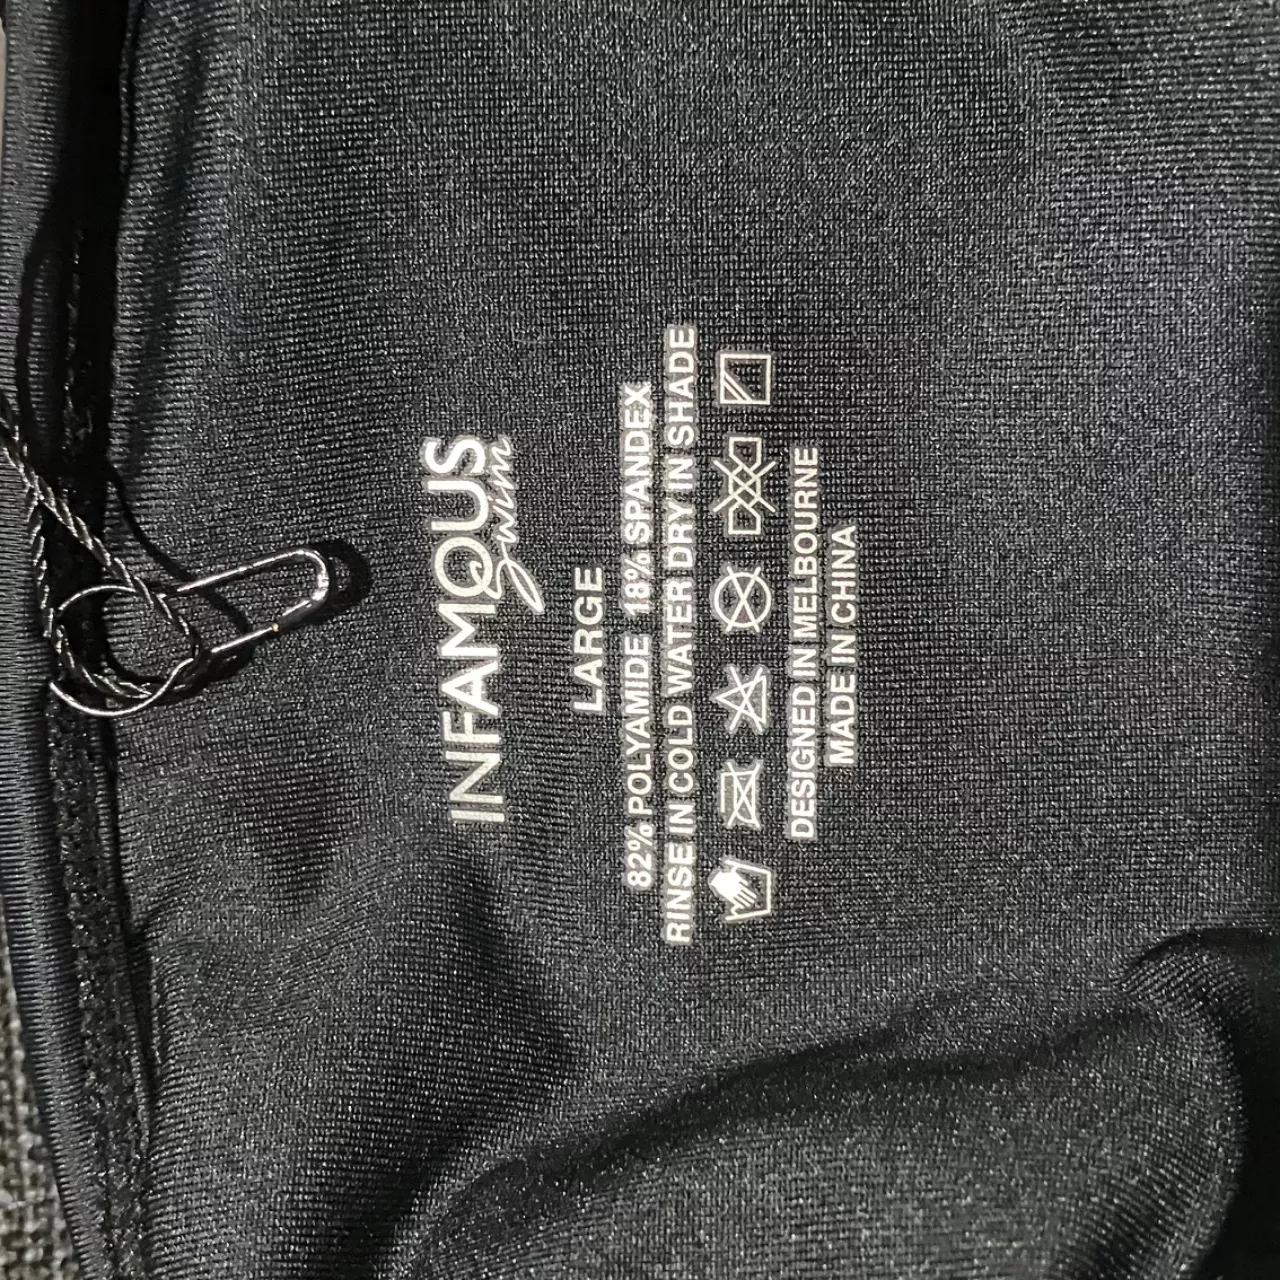 INFAMOUS
Swim
LARGE
82% POLYAMIDE 18% SPANDEX
RINSE IN COLD WATER DRY IN SHADE
DESIGNED IN MELBOURNE
MADE IN CHINA